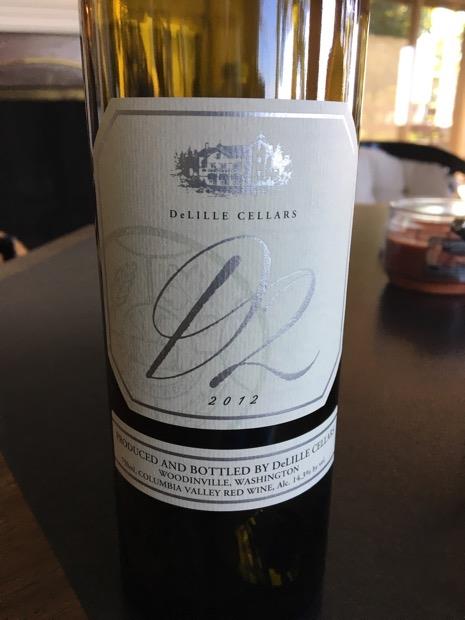 DeLILLE CELLARS
D2
2012
PRODUCED AND BOTTLED BY DeLILLE CELLARS
WOODINVILLE, WASHINGTON
COLUMBIA VALLEY RED WINE, Alc. 14.3% by vol.